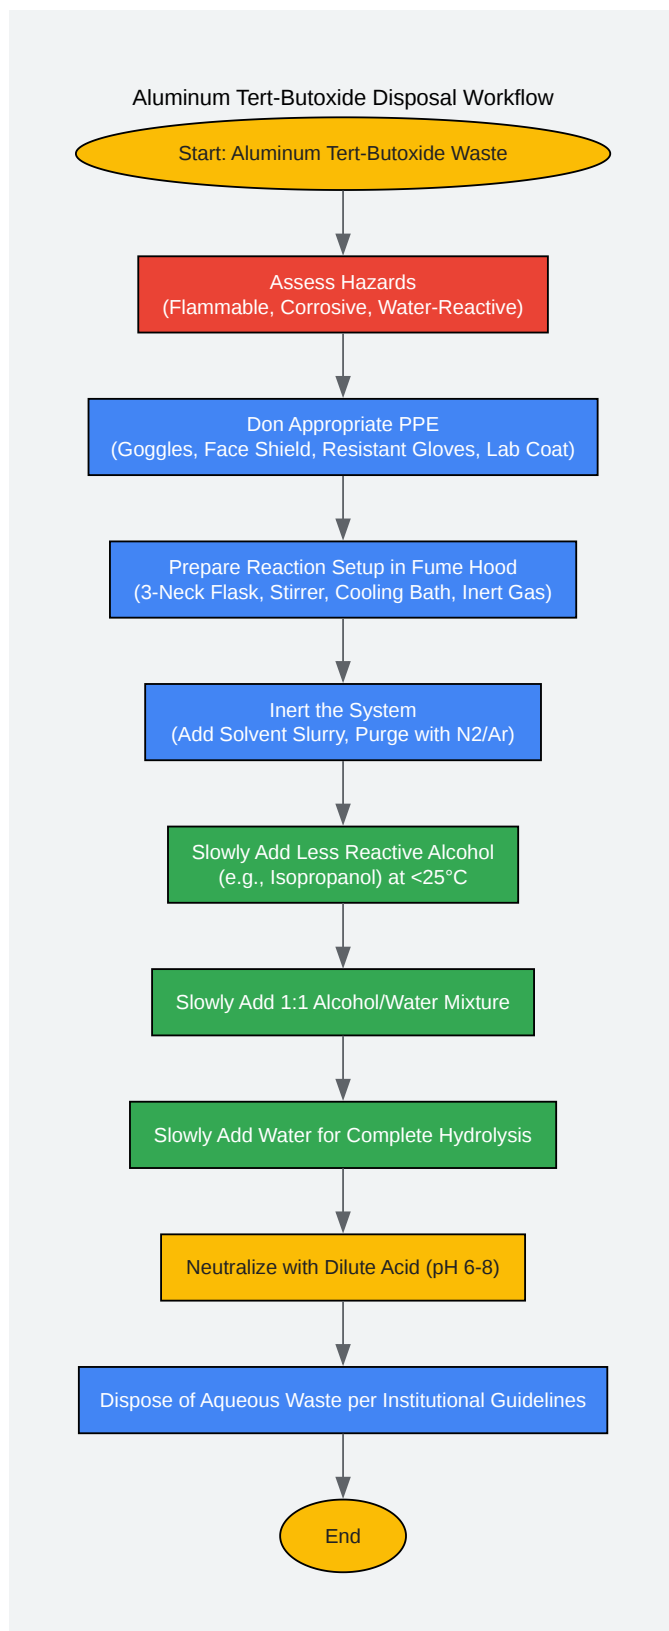 Aluminum Tert-Butoxide Disposal Workflow
Start: Aluminum Tert-Butoxide Waste
Assess Hazards
(Flammable, Corrosive, Water-Reactive)
Don Appropriate PPE
(Goggles, Face Shield, Resistant Gloves, Lab Coat)
Prepare Reaction Setup in Fume Hood
(3-Neck Flask, Stirrer, Cooling Bath, Inert Gas)
Inert the System
(Add Solvent Slurry, Purge with N2/Ar)
Slowly Add Less Reactive Alcohol
(e.g., Isopropanol) at <25°C
Slowly Add 1:1 Alcohol/Water Mixture
Slowly Add Water for Complete Hydrolysis
Neutralize with Dilute Acid (pH 6-8)
Dispose of Aqueous Waste per Institutional Guidelines
End